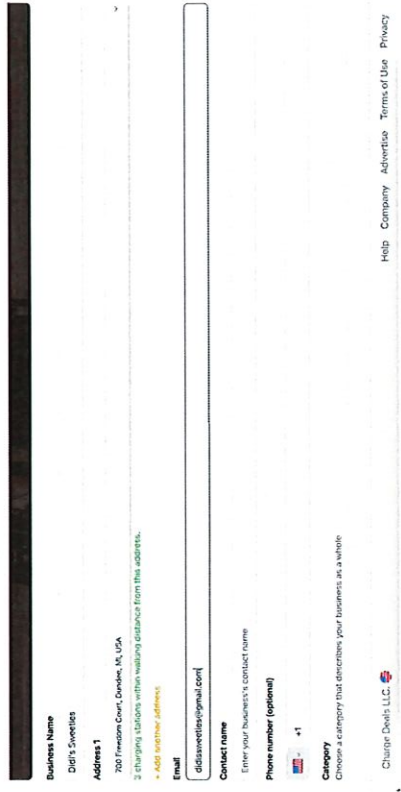 Business Name
Didi's Sweeties
Address 1
700 Freedom Court, Dundee, MI, USA
charging stations within walking distance from this address.
+ Add another address
Email
didissweeties@gmail.com
Contact name
Enter your business's contact name
Phone number (optional)
+1
Category
Choose a category that describes your business as a whole
Charge Deals LLC.
Help Company Advertise Terms of Use Privacy